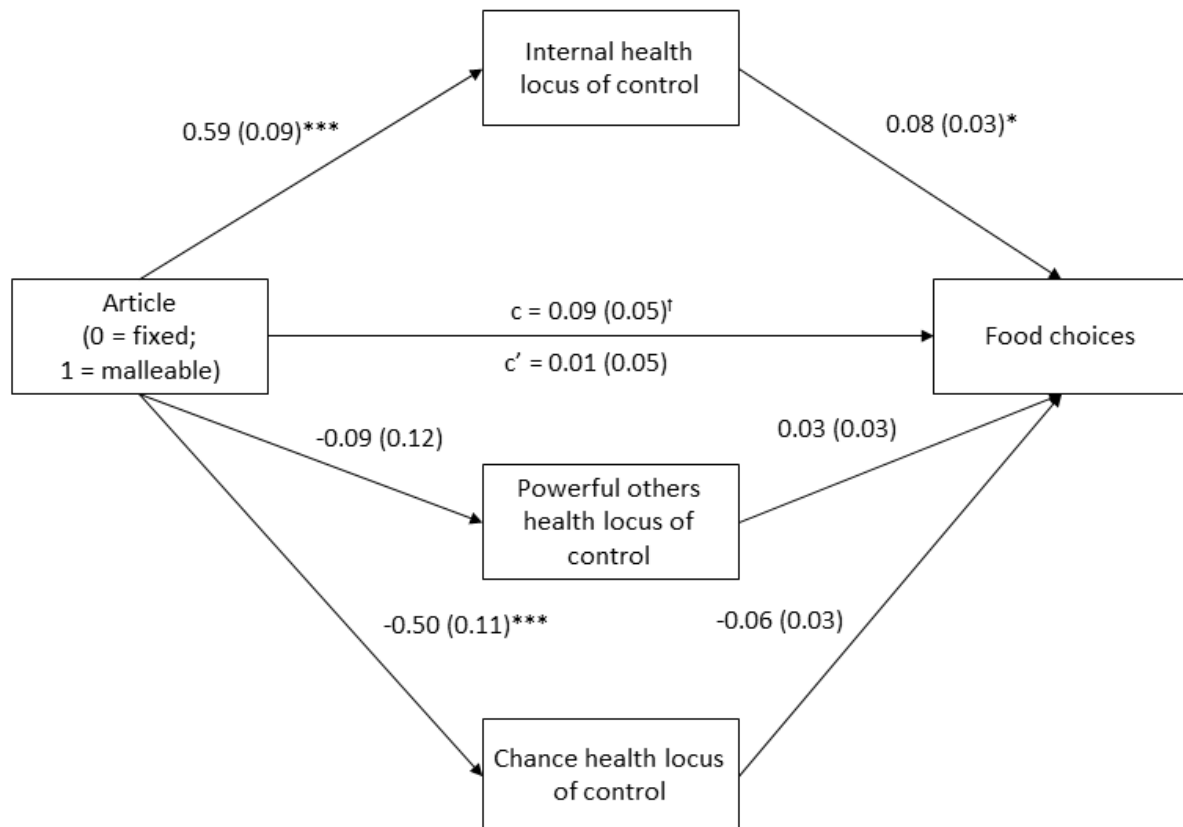 Internal health
locus of control
0.59 (0.09)***
0.08 (0.03)*
Article
(0 = fixed;
1 = malleable)
c = 0.09 (0.05)†
c’ = 0.01 (0.05)
Food choices
-0.09 (0.12)
0.03 (0.03)
Powerful others
health locus of
control
-0.50 (0.11)***
-0.06 (0.03)
Chance health locus
of control